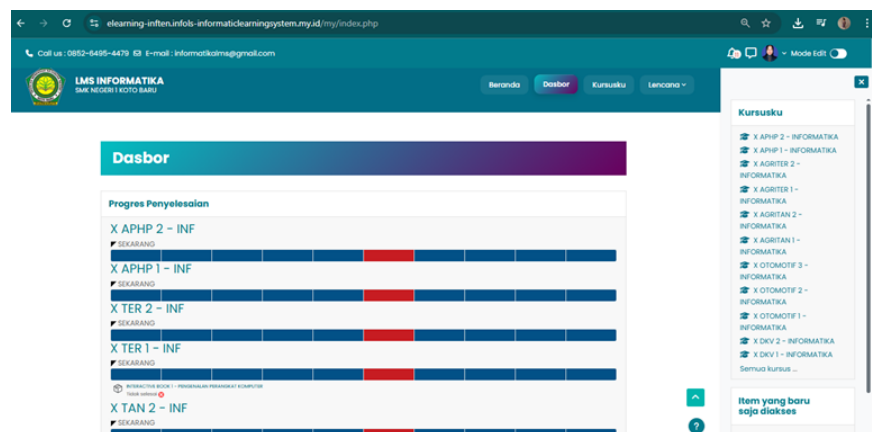 elearning-inften.infols-informaticlearningsystem.my.id/my/index.php
Call us : 0852-6495-4479 E-mail : informatikalms@gmail.com
Mode Edit
LMS INFORMATIKA
SMK NEGERI 1 KOTO BARU
Beranda Dasbor Kursusku Lencana
Dasbor
Progres Penyelesaian
X APHP 2 - INF
SEKARANG
X APHP 1 - INF
SEKARANG
X TER 2 - INF
SEKARANG
X TER 1 - INF
SEKARANG
INTERACTIVE BOOK 1 - PENGENALAN PERANGKAT KOMPUTER
Tidak selesai
X TAN 2 - INF
SEKARANG
Kursusku
X APHP 2 - INFORMATIKA
X APHP 1 - INFORMATIKA
X AGRITER 2 -
INFORMATIKA
X AGRITER 1 -
INFORMATIKA
X AGRITAN 2 -
INFORMATIKA
X AGRITAN 1 -
INFORMATIKA
X OTOMOTIF 3 -
INFORMATIKA
X OTOMOTIF 2 -
INFORMATIKA
X OTOMOTIF 1 -
INFORMATIKA
X DKV 2 - INFORMATIKA
X DKV 1 - INFORMATIKA
Semua kursus ...
Item yang baru
saja diakses